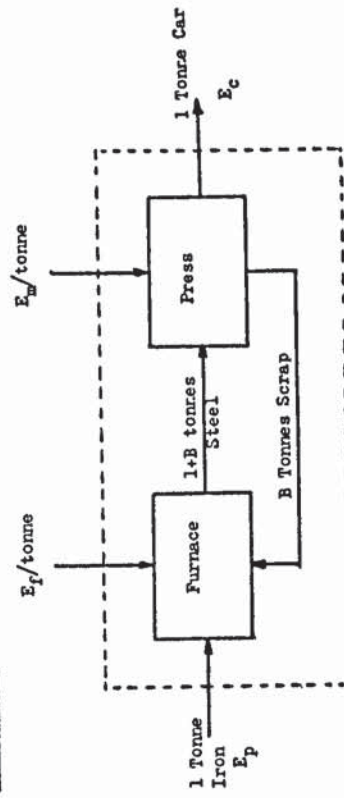 E_f/tonne
E_m/tonne
1 Tonne
Iron
E_p
Furnace
1+B tonnes
Steel
Press
1 Tonne Car
E_c
B Tonnes Scrap